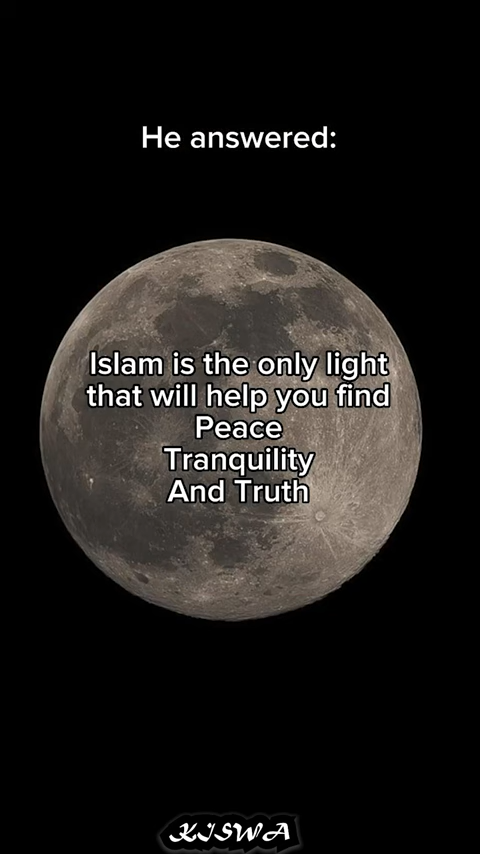 He answered:
Islam is the only light
that will help you find
Peace
Tranquility
And Truth
KISWA